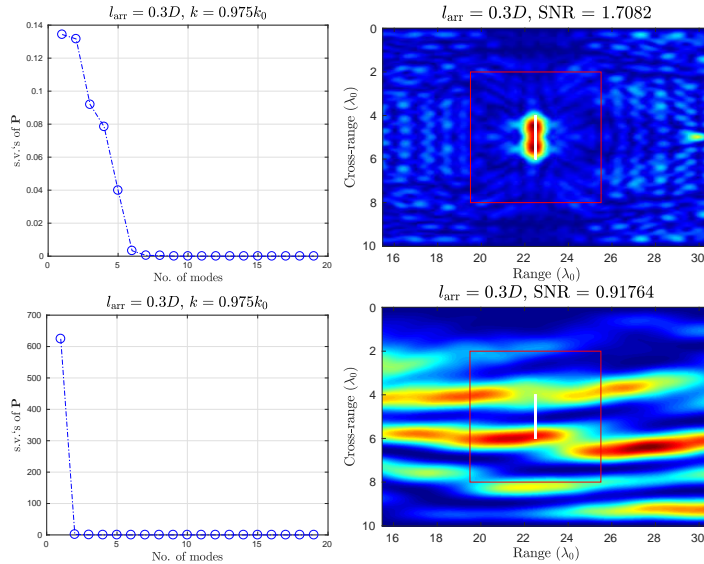 l_arr = 0.3D, k = 0.975k_0
0.14
0.12
0.1
0.08
0.06
0.04
0.02
0
s.v.'s of P
0 5 10 15 20
No. of modes
l_arr = 0.3D, SNR = 1.7082
0
2
4
6
8
10
Cross-range (λ_0)
16 18 20 22 24 26 28 30
Range (λ_0)
l_arr = 0.3D, k = 0.975k_0
700
600
500
400
300
200
100
0
s.v.'s of P
0 5 10 15 20
No. of modes
l_arr = 0.3D, SNR = 0.91764
0
2
4
6
8
10
Cross-range (λ_0)
16 18 20 22 24 26 28 30
Range (λ_0)